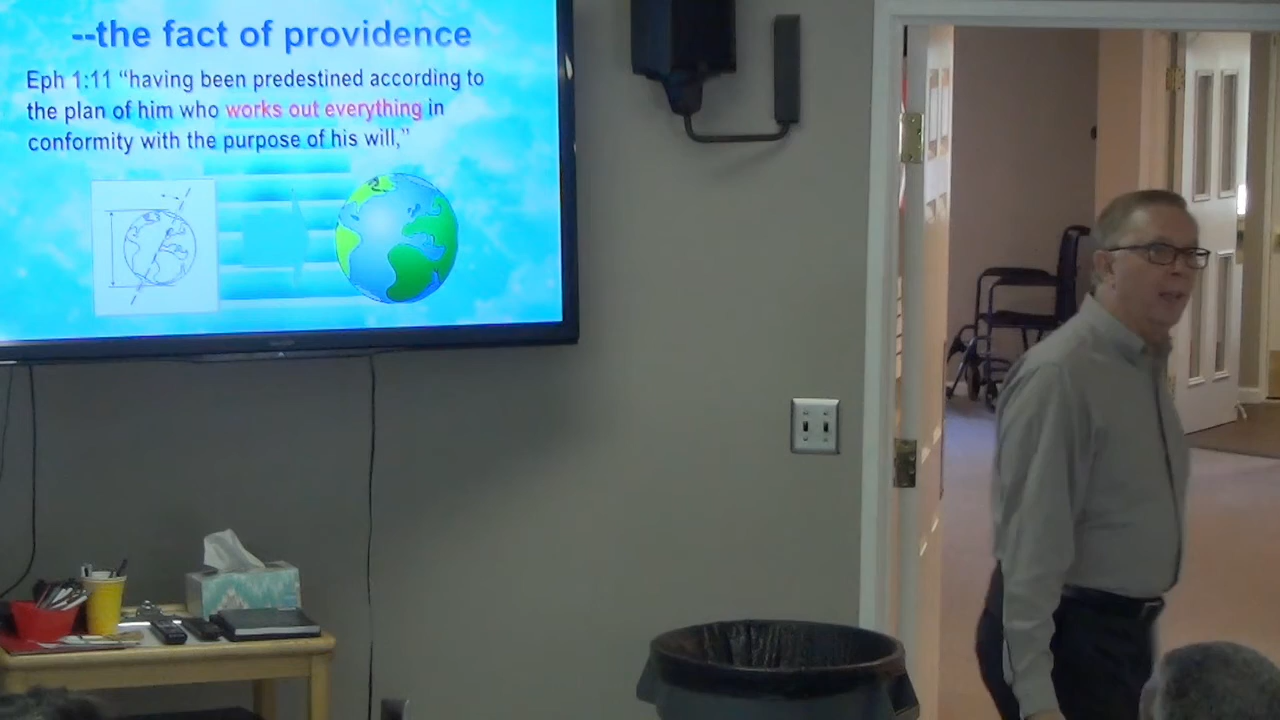 --the fact of providence
Eph 1:11 “having been predestined according to
the plan of him who works out everything in
conformity with the purpose of his will,”